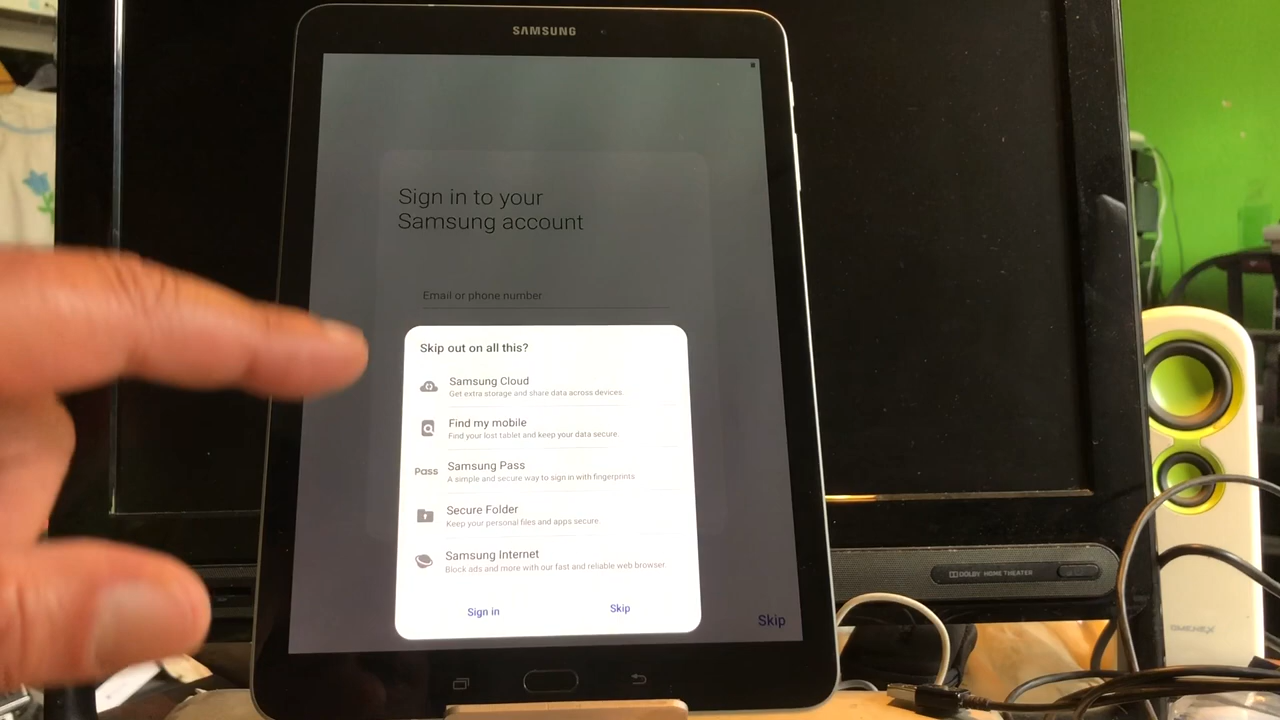 SAMSUNG
Sign in to your
Samsung account
Email or phone number
Skip out on all this?
Samsung Cloud
Get extra storage and share data across devices.
Find my mobile
Find your lost tablet and keep your data secure.
Pass
Samsung Pass
A simple and secure way to sign in with fingerprints
Secure Folder
Keep your personal files and apps secure.
Samsung Internet
Block ads and more with our fast and reliable web browser.
Sign in
Skip
Skip
DOLBY HOME THEATER